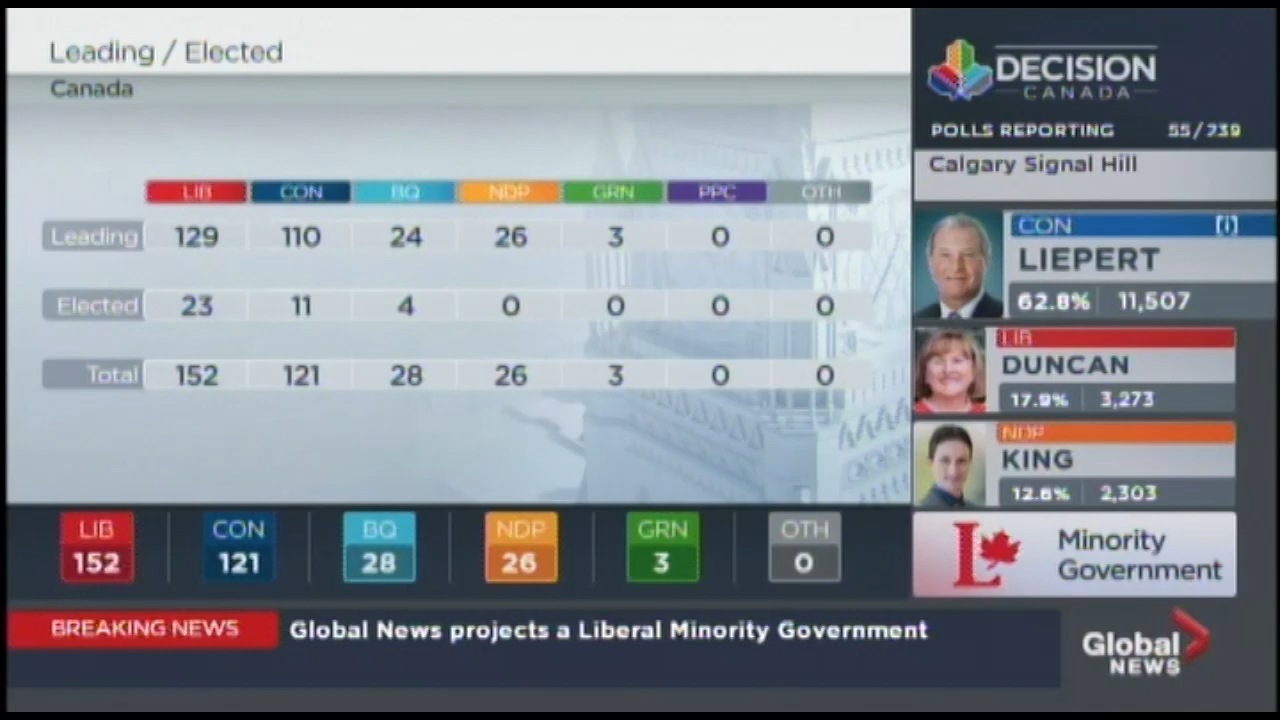 Leading / Elected
Canada
LIB CON BQ NDP GRN PPC OTH
Leading 129 110 24 26 3 0 0
Elected 23 11 4 0 0 0 0
Total 152 121 28 26 3 0 0
LIB CON BQ NDP GRN OTH
152 121 28 26 3 0
BREAKING NEWS Global News projects a Liberal Minority Government
DECISION
CANADA
POLLS REPORTING 55/239
Calgary Signal Hill
CON [i]
LIEPERT
62.8% 11,507
LIB
DUNCAN
17.9% 3,273
NDP
KING
12.6% 2,303
L
Minority
Government
Global
NEWS